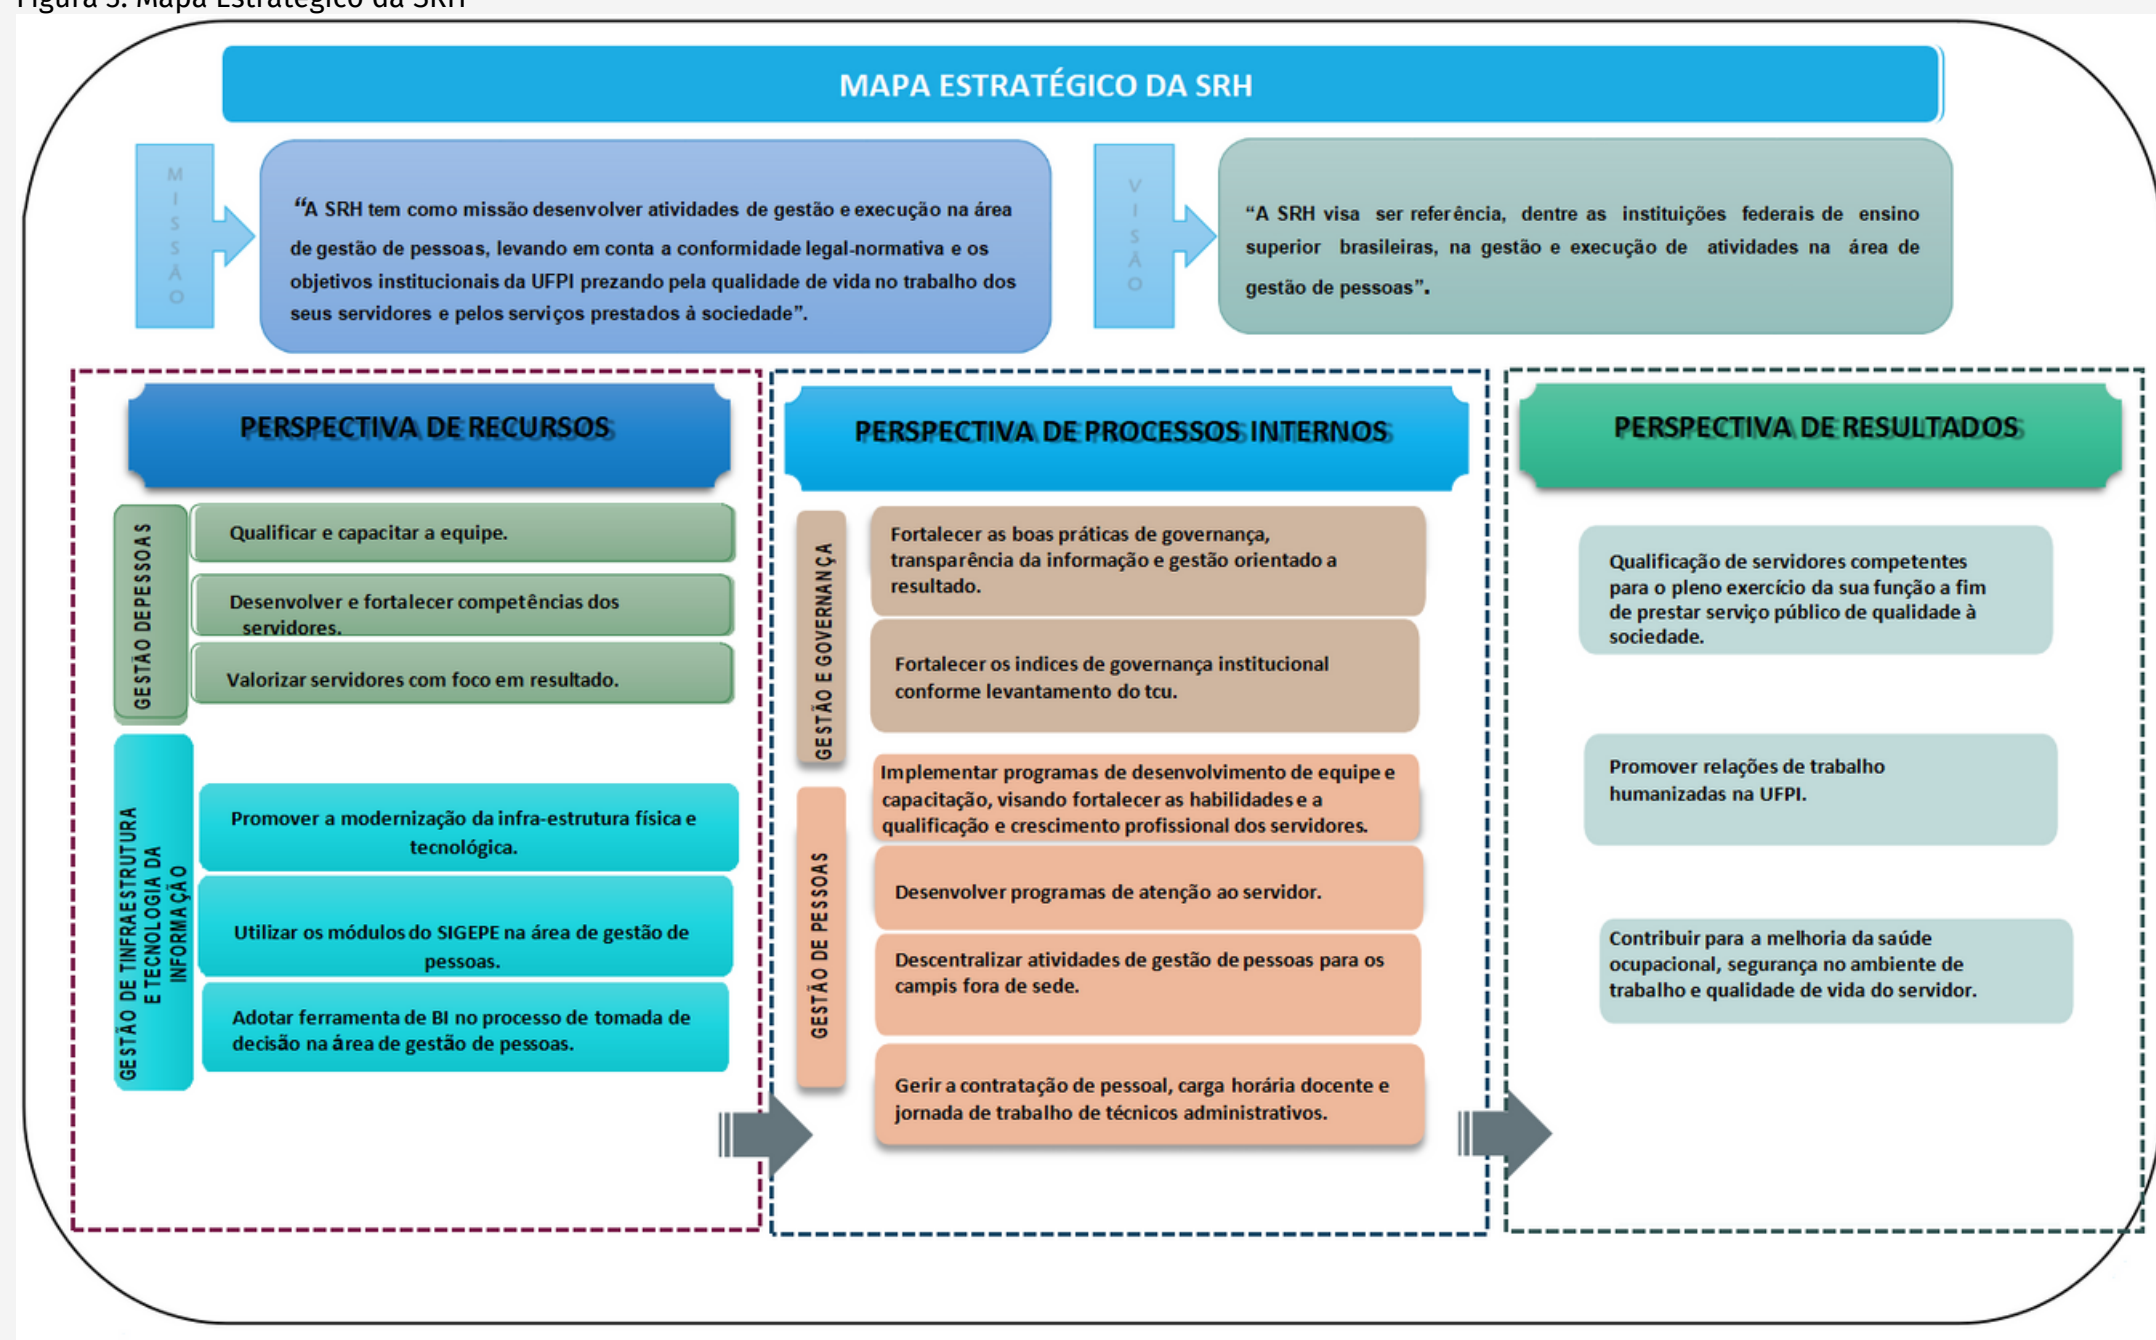 Figura 3: Mapa Estratégico da SRH
MAPA ESTRATÉGICO DA SRH
MISSÃO
“A SRH tem como missão desenvolver atividades de gestão e execução na área
de gestão de pessoas, levando em conta a conformidade legal-normativa e os
objetivos institucionais da UFPI prezando pela qualidade de vida no trabalho dos
seus servidores e pelos serviços prestados à sociedade”.
VISÃO
“A SRH visa ser referência, dentre as instituições federais de ensino
superior brasileiras, na gestão e execução de atividades na área de
gestão de pessoas”.
PERSPECTIVA DE RECURSOS
GESTÃO DEPESSOAS
Qualificar e capacitar a equipe.
Desenvolver e fortalecer competências dos
servidores.
Valorizar servidores com foco em resultado.
GESTÃO DE TINFRAESTRUTURA
E TECNOLOGIA DA
INFORMAÇÃO
Promover a modernização da infra-estrutura física e
tecnológica.
Utilizar os módulos do SIGEPE na área de gestão de
pessoas.
Adotar ferramenta de BI no processo de tomada de
decisão na área de gestão de pessoas.
PERSPECTIVA DE PROCESSOS INTERNOS
GESTÃO E GOVERNANÇA
Fortalecer as boas práticas de governança,
transparência da informação e gestão orientado a
resultado.
Fortalecer os indices de governança institucional
conforme levantamento do tcu.
GESTÃO DE PESSOAS
Implementar programas de desenvolvimento de equipe e
capacitação, visando fortalecer as habilidades e a
qualificação e crescimento profissional dos servidores.
Desenvolver programas de atenção ao servidor.
Descentralizar atividades de gestão de pessoas para os
campis fora de sede.
Gerir a contratação de pessoal, carga horária docente e
jornada de trabalho de técnicos administrativos.
PERSPECTIVA DE RESULTADOS
Qualificação de servidores competentes
para o pleno exercício da sua função a fim
de prestar serviço público de qualidade à
sociedade.
Promover relações de trabalho
humanizadas na UFPI.
Contribuir para a melhoria da saúde
ocupacional, segurança no ambiente de
trabalho e qualidade de vida do servidor.